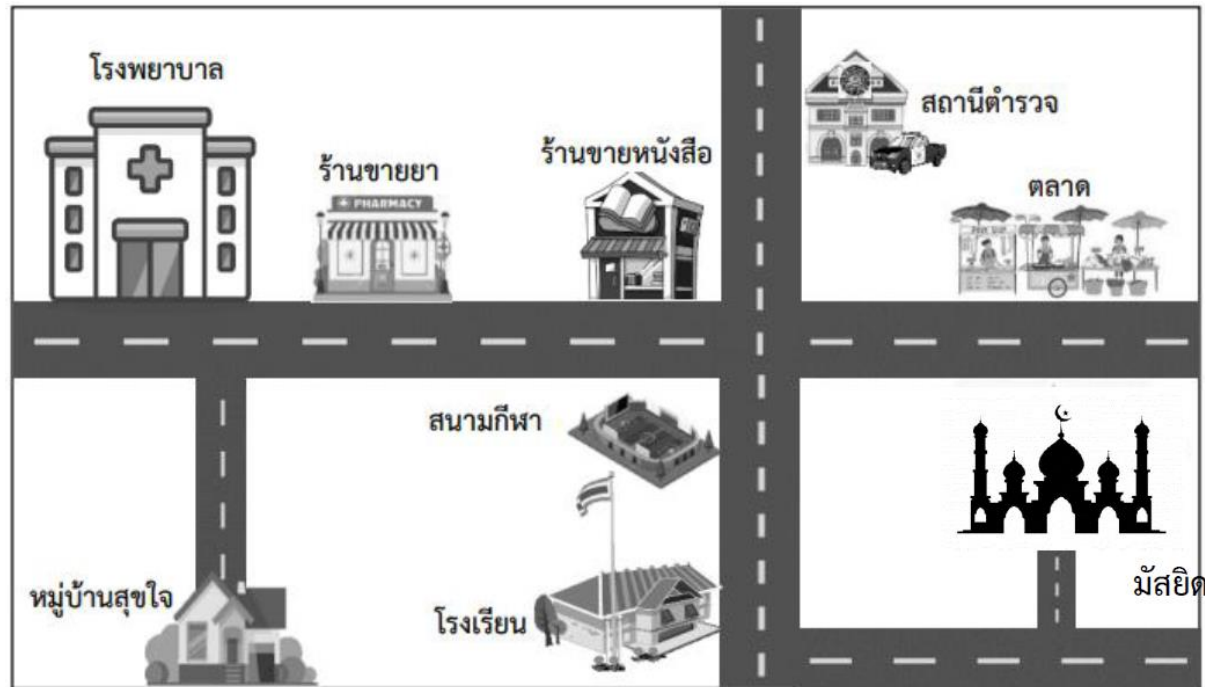 โรงพยาบาล
ร้านขายยา
PHARMACY
ร้านขายหนังสือ
สถานีตำรวจ
ตลาด
สนามกีฬา
หมู่บ้านสุขใจ
โรงเรียน
มัสยิด